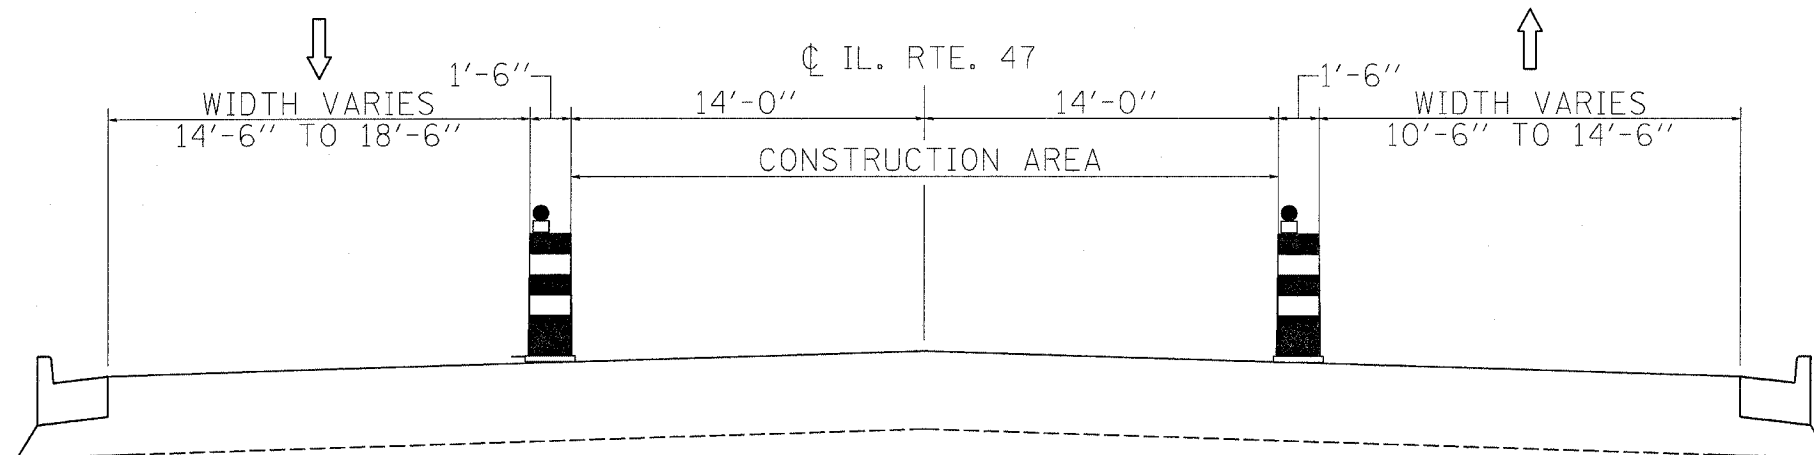 ℄ IL. RTE. 47
1'-6" 1'-6"
WIDTH VARIES 14'-0" 14'-0" WIDTH VARIES
14'-6" TO 18'-6" 10'-6" TO 14'-6"
CONSTRUCTION AREA